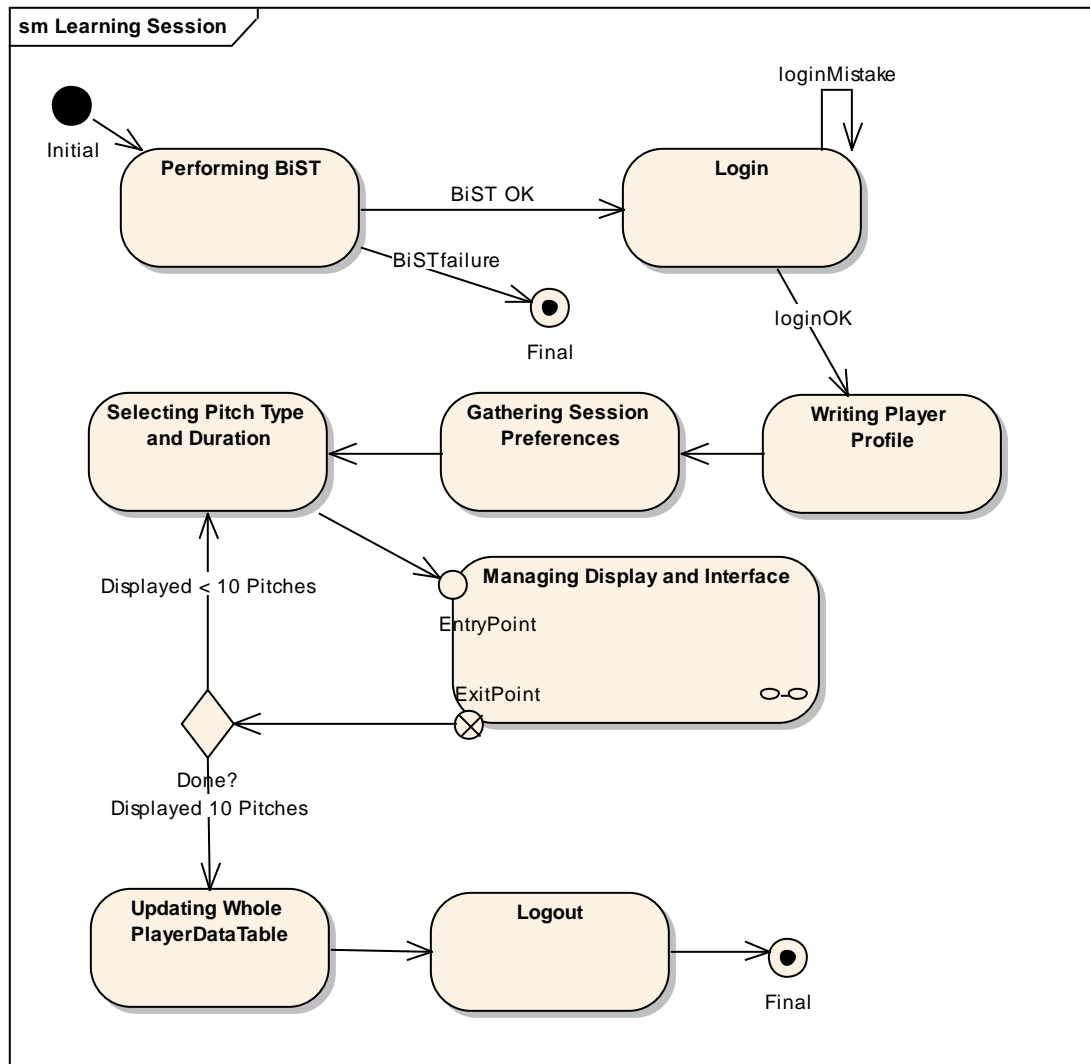 sm Learning Session
loginMistake
Initial
Performing BiST
Login
BiST OK
BiSTfailure
Final
loginOK
Selecting Pitch Type
and Duration
Gathering Session
Preferences
Writing Player
Profile
Managing Display and Interface
Displayed < 10 Pitches
EntryPoint
ExitPoint
Done?
Displayed 10 Pitches
Updating Whole
PlayerDataTable
Logout
Final